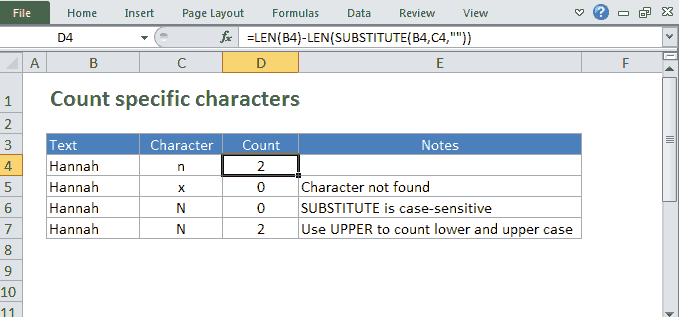 File Home Insert Page Layout Formulas Data Review View
D4 fx =LEN(B4)-LEN(SUBSTITUTE(B4,C4,""))
A B C D E F
1 Count specific characters
2
3 Text Character Count Notes
4 Hannah n 2
5 Hannah x 0 Character not found
6 Hannah N 0 SUBSTITUTE is case-sensitive
7 Hannah N 2 Use UPPER to count lower and upper case
8
9
10
11